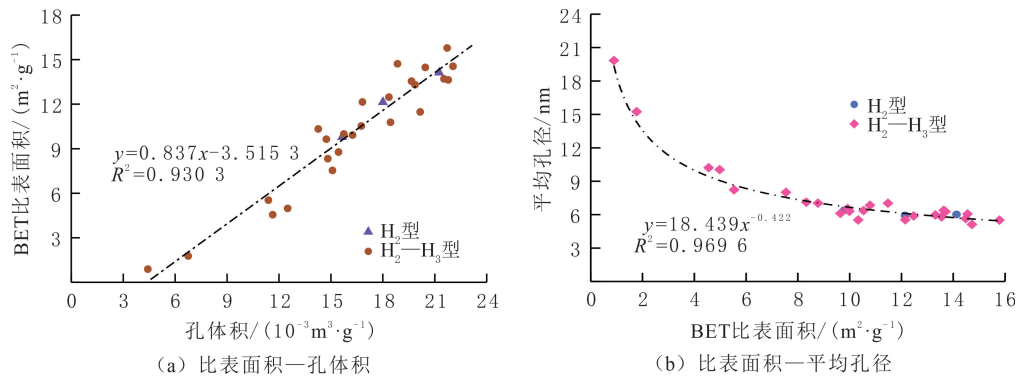 18
15
12
9
6
3
0
3
6
9
12
15
18
21
24
BET比表面积/(m²·g⁻¹)
y=0.837x-3.515 3
R²=0.930 3
H₂型
H₂—H₃型
孔体积/(10⁻³m³·g⁻¹)
(a) 比表面积—孔体积
24
21
18
15
12
9
6
3
0
2
4
6
8
10
12
14
16
平均孔径/nm
H₂型
H₂—H₃型
y=18.439x⁻⁰·⁴²²
R²=0.969 6
BET比表面积/(m²·g⁻¹)
(b) 比表面积—平均孔径